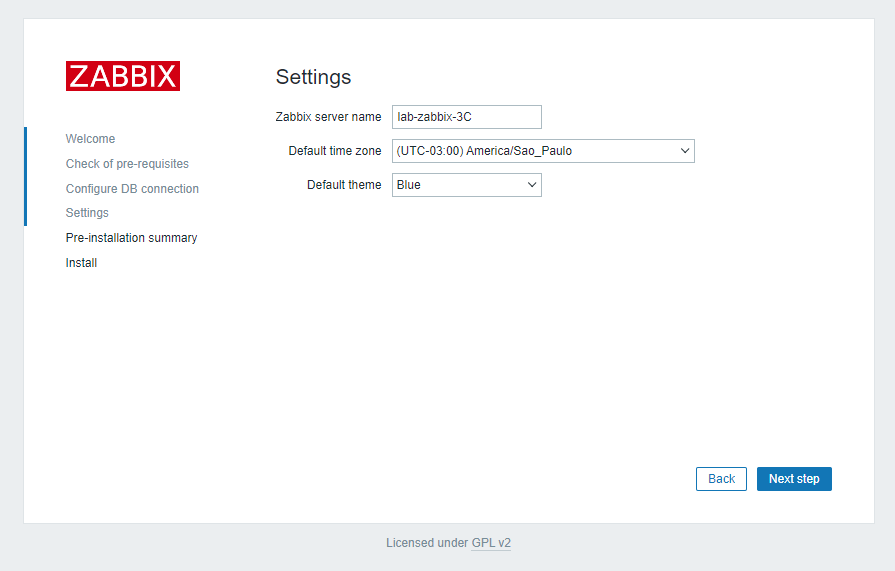 ZABBIX
Welcome
Check of pre-requisites
Configure DB connection
Settings
Pre-installation summary
Install
Settings
Zabbix server name lab-zabbix-3C
Default time zone (UTC-03:00) America/Sao_Paulo
Default theme Blue
Back Next step
Licensed under GPL v2